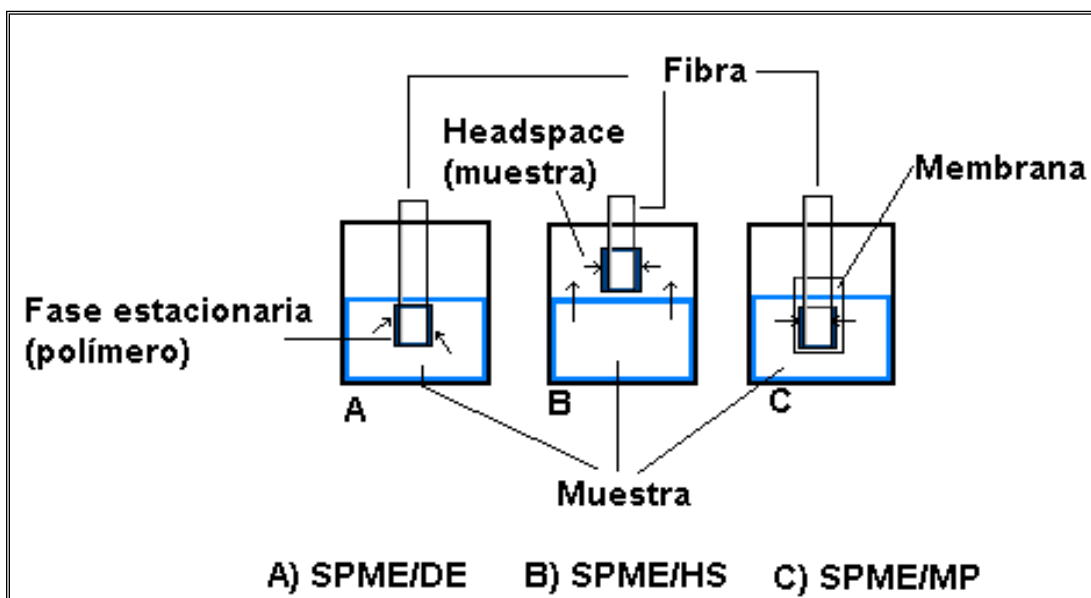 Fibra
Headspace
(muestra)
Membrana
Fase estacionaria
(polímero)
A
B
C
Muestra
A) SPME/DE B) SPME/HS C) SPME/MP